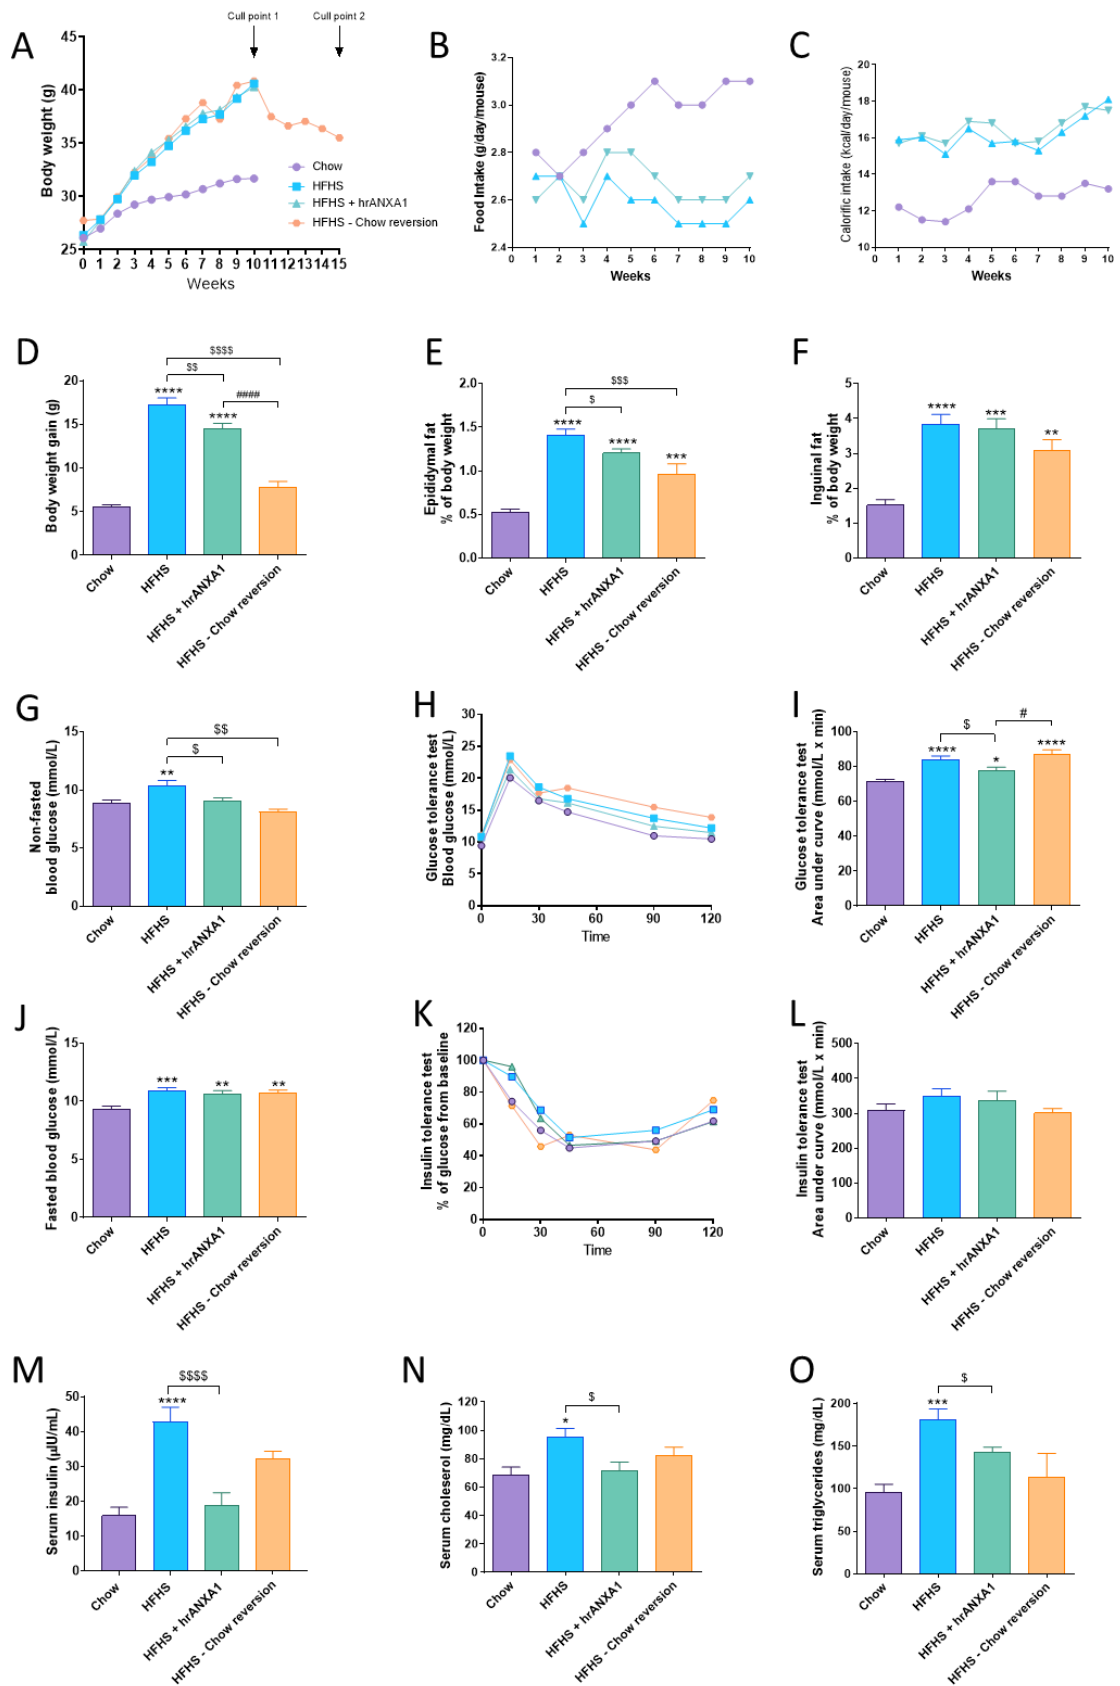 Cull point 1
Cull point 2
A
45
40
35
30
25
Body weight (g)
0 1 2 3 4 5 6 7 8 9 10 11 12 13 14 15
Weeks
Chow
HFHS
HFHS + hrANXA1
HFHS - Chow reversion
B
3.2
3.0
2.8
2.6
2.4
Food Intake (g/day/mouse)
0 1 2 3 4 5 6 7 8 9 10
Weeks
C
20
18
16
14
12
10
Calorific intake (kcal/day/mouse)
0 1 2 3 4 5 6 7 8 9 10
Weeks
D
$$$$
$$
####
****
****
20
15
10
5
0
Body weight gain (g)
Chow
HFHS
HFHS + hrANXA1
HFHS - Chow reversion
E
$$$
$
****
****
***
2.0
1.5
1.0
0.5
0.0
Epididymal fat
% of body weight
Chow
HFHS
HFHS + hrANXA1
HFHS - Chow reversion
F
****
***
**
5
4
3
2
1
0
Inguinal fat
% of body weight
Chow
HFHS
HFHS + hrANXA1
HFHS - Chow reversion
G
$$
$
**
15
10
5
0
Non-fasted
blood glucose (mmol/L)
Chow
HFHS
HFHS + hrANXA1
HFHS - Chow reversion
H
30
25
20
15
10
5
0
Glucose tolerance test
Blood glucose (mmol/L)
0 30 60 90 120
Time
I
$
#
****
*
****
100
80
60
40
20
0
Glucose tolerance test
Area under curve (mmol/L x min)
Chow
HFHS
HFHS + hrANXA1
HFHS - Chow reversion
J
***
**
**
15
10
5
0
Fasted blood glucose (mmol/L)
Chow
HFHS
HFHS + hrANXA1
HFHS - Chow reversion
K
120
100
80
60
40
20
0
Insulin tolerance test
% of glucose from baseline
0 30 60 90 120
Time
L
500
400
300
200
100
0
Insulin tolerance test
Area under curve (mmol/L x min)
Chow
HFHS
HFHS + hrANXA1
HFHS - Chow reversion
M
$$$$
****
50
40
30
20
10
0
Serum insulin (µIU/mL)
Chow
HFHS
HFHS + hrANXA1
HFHS - Chow reversion
N
$
*
120
100
80
60
40
20
0
Serum choleserol (mg/dL)
Chow
HFHS
HFHS + hrANXA1
HFHS - Chow reversion
O
$
***
200
150
100
50
0
Serum triglycerides (mg/dL)
Chow
HFHS
HFHS + hrANXA1
HFHS - Chow reversion